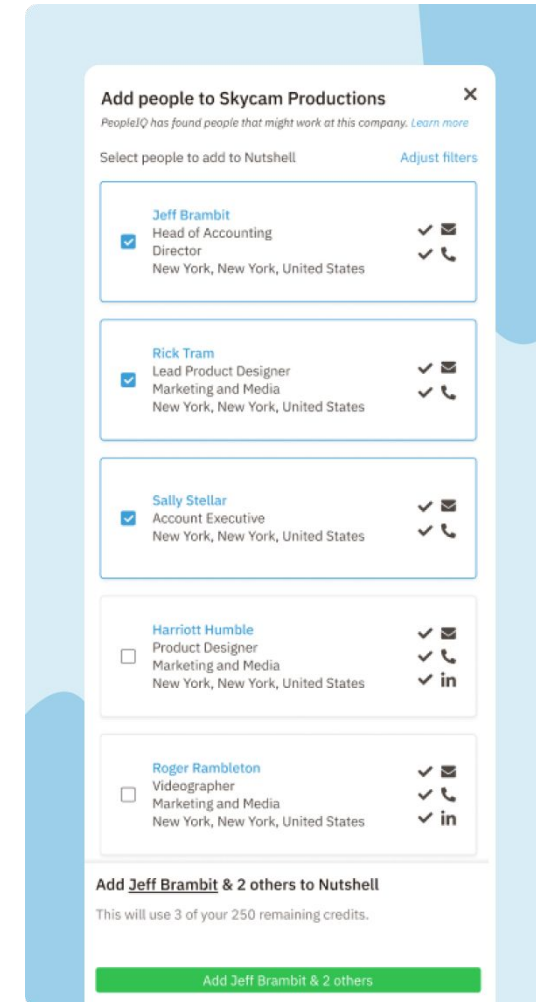 Add people to Skycam Productions
PeopleIQ has found people that might work at this company. Learn more
Select people to add to Nutshell Adjust filters
Jeff Brambit
Head of Accounting
Director
New York, New York, United States
Rick Tram
Lead Product Designer
Marketing and Media
New York, New York, United States
Sally Stellar
Account Executive
New York, New York, United States
Harriott Humble
Product Designer
Marketing and Media
New York, New York, United States
in
Roger Rambleton
Videographer
Marketing and Media
New York, New York, United States
in
Add Jeff Brambit & 2 others to Nutshell
This will use 3 of your 250 remaining credits.
Add Jeff Brambit & 2 others